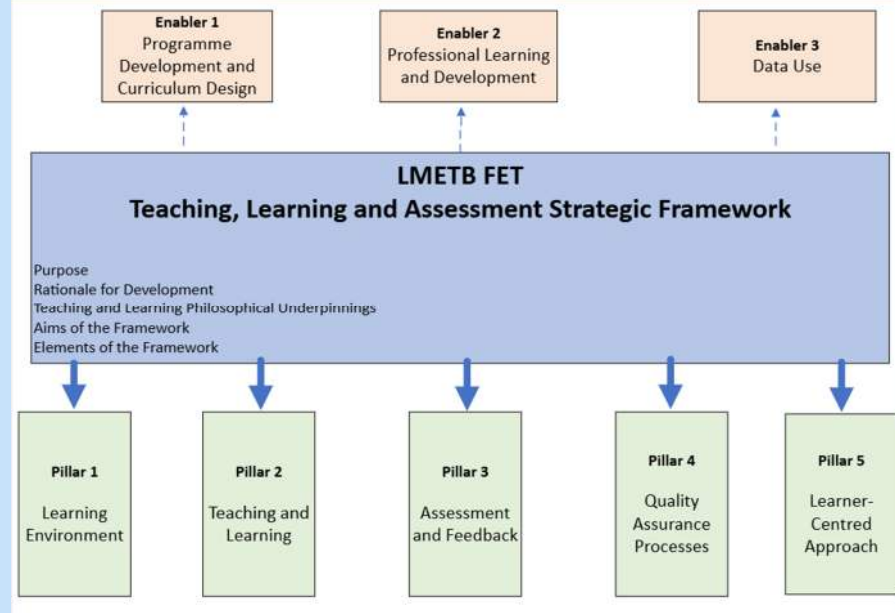 Enabler 1
Programme
Development and
Curriculum Design
Enabler 2
Professional Learning
and Development
Enabler 3
Data Use
LMETB FET
Teaching, Learning and Assessment Strategic Framework
Purpose
Rationale for Development
Teaching and Learning Philosophical Underpinnings
Aims of the Framework
Elements of the Framework
Pillar 1
Learning
Environment
Pillar 2
Teaching and
Learning
Pillar 3
Assessment
and Feedback
Pillar 4
Quality
Assurance
Processes
Pillar 5
Learner-
Centred
Approach